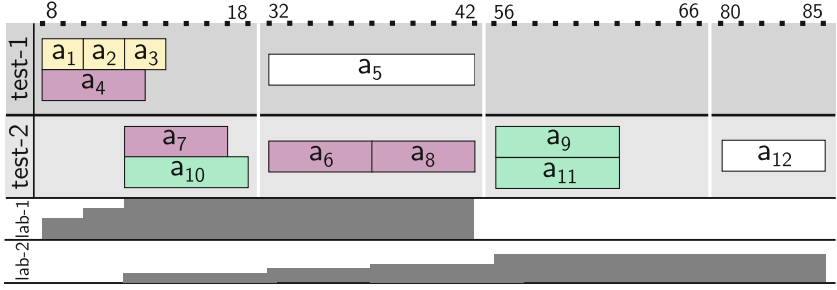 8 18 32 42 56 66 80 85
test-1
a1 a2 a3
a4
a5
test-2
a7
a10
a6 a8
a9
a11
a12
lab-1
lab-2